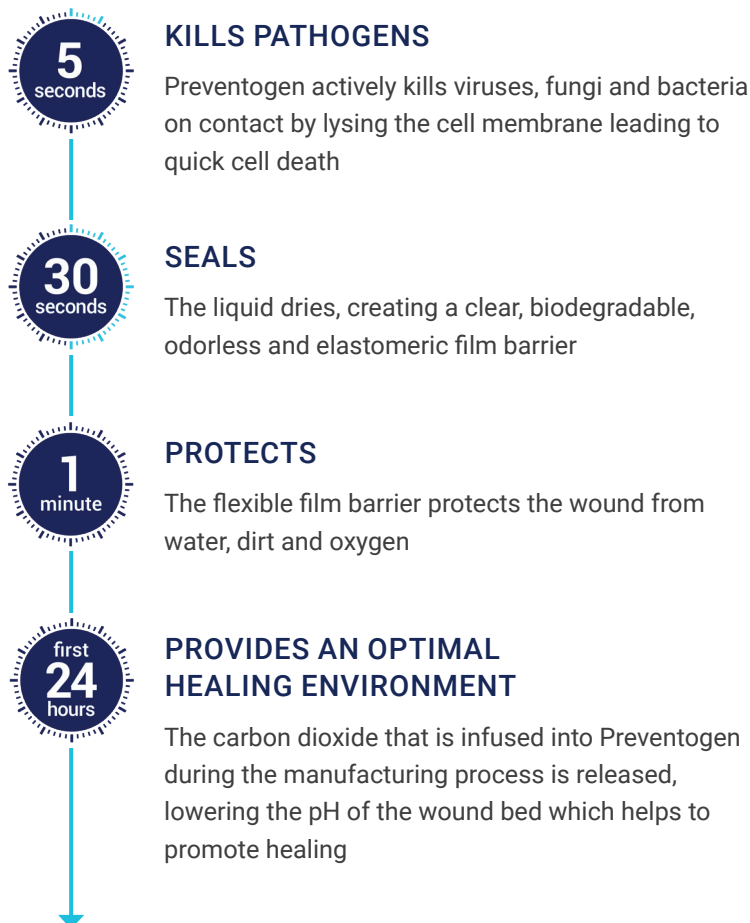 5
seconds
KILLS PATHOGENS
Preventogen actively kills viruses, fungi and bacteria
on contact by lysing the cell membrane leading to
quick cell death
30
seconds
SEALS
The liquid dries, creating a clear, biodegradable,
odorless and elastomeric film barrier
1
minute
PROTECTS
The flexible film barrier protects the wound from
water, dirt and oxygen
first
24
hours
PROVIDES AN OPTIMAL
HEALING ENVIRONMENT
The carbon dioxide that is infused into Preventogen
during the manufacturing process is released,
lowering the pH of the wound bed which helps to
promote healing